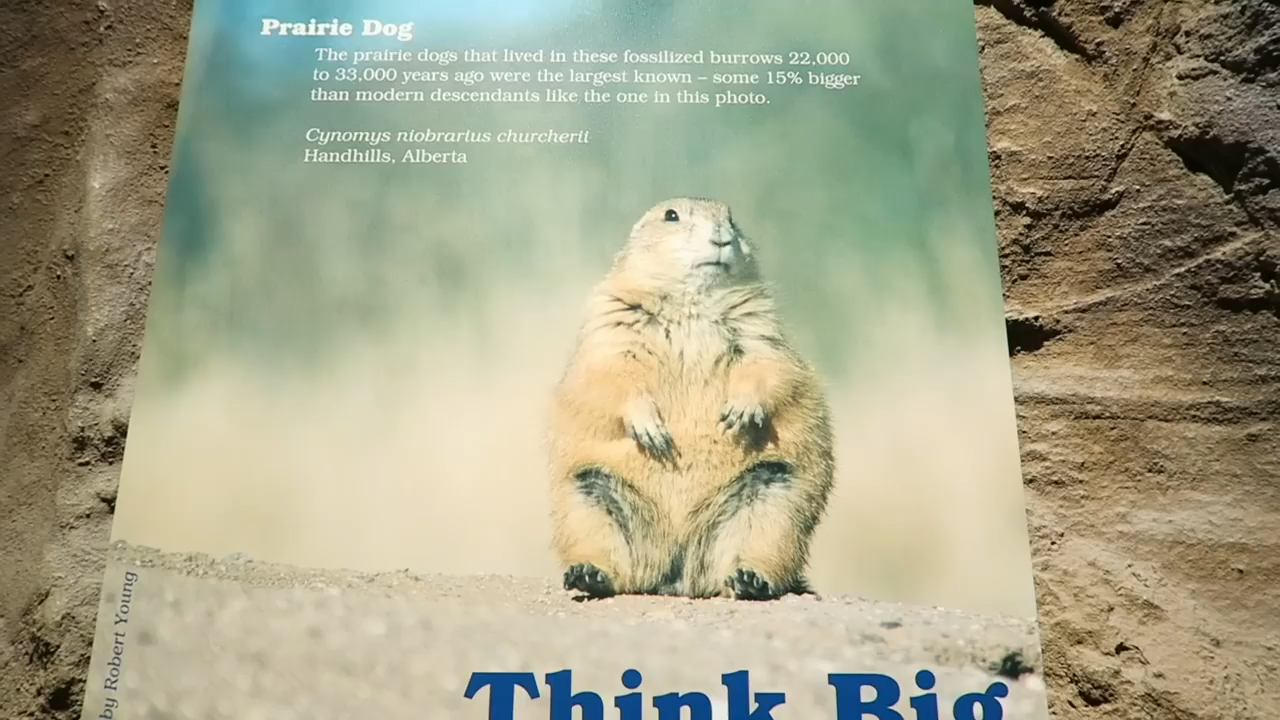 Prairie Dog
The prairie dogs that lived in these fossilized burrows 22,000
to 33,000 years ago were the largest known – some 15% bigger
than modern descendants like the one in this photo.
Cynomys niobrarius churcherii
Handhills, Alberta
by Robert Young
Think Big